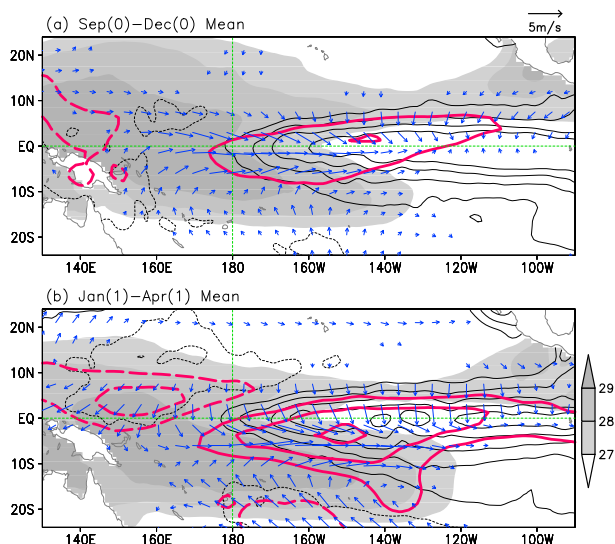 (a) Sep(0)−Dec(0) Mean
5m/s
20N
10N
EQ
10S
20S
140E 160E 180 160W 140W 120W 100W
(b) Jan(1)−Apr(1) Mean
20N
10N
EQ
10S
20S
140E 160E 180 160W 140W 120W 100W
29
28
27